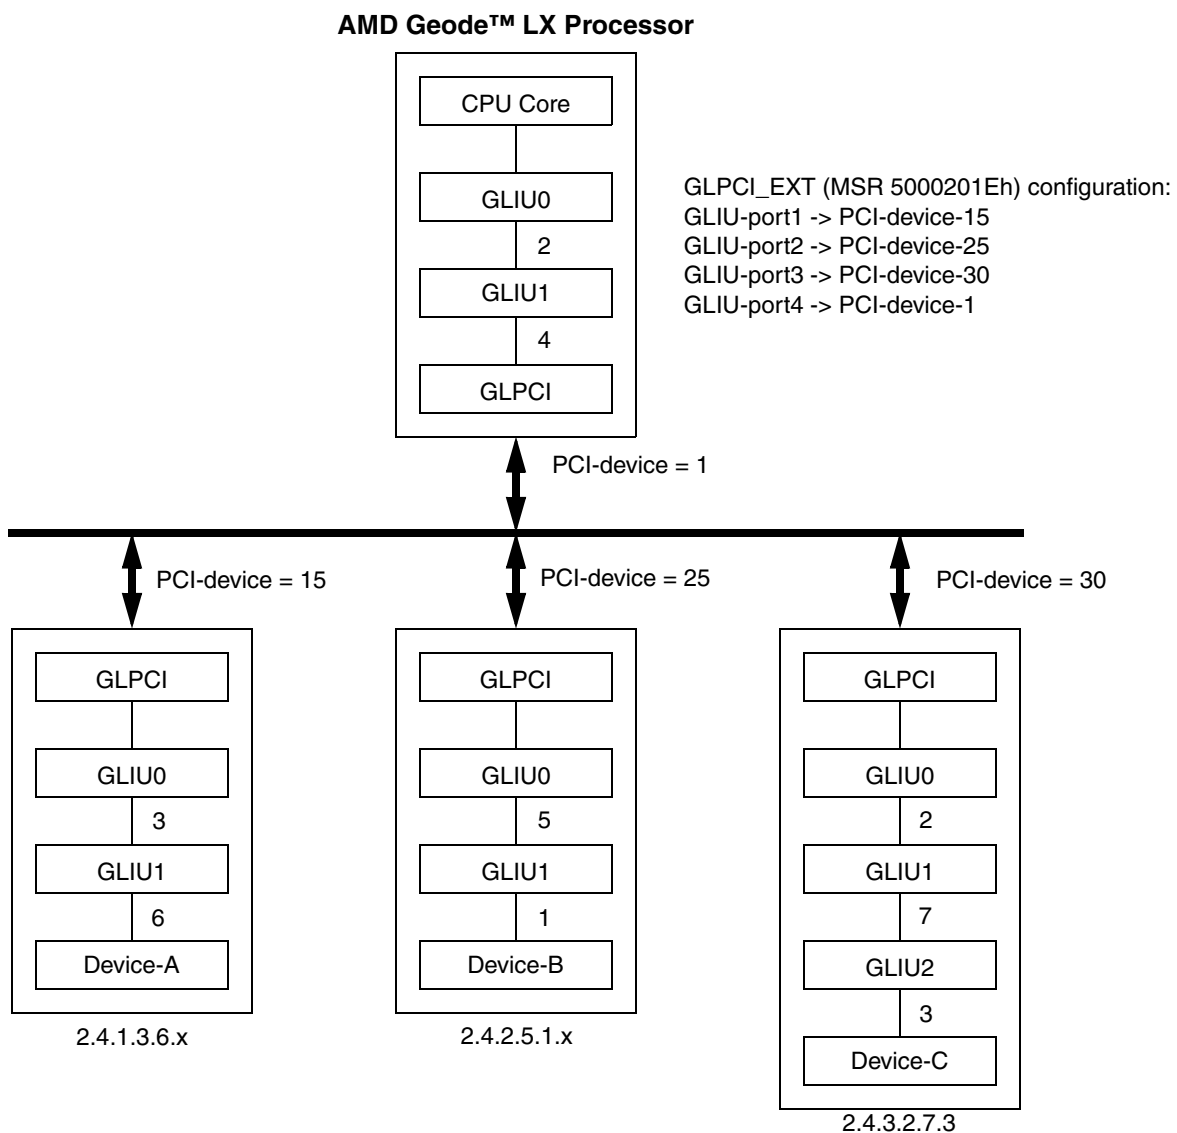 AMD Geode™ LX Processor
CPU Core
GLIU0
2
GLIU1
4
GLPCI
GLPCI_EXT (MSR 5000201Eh) configuration:
GLIU-port1 -> PCI-device-15
GLIU-port2 -> PCI-device-25
GLIU-port3 -> PCI-device-30
GLIU-port4 -> PCI-device-1
PCI-device = 1
PCI-device = 15
GLPCI
GLIU0
3
GLIU1
6
Device-A
2.4.1.3.6.x
PCI-device = 25
GLPCI
GLIU0
5
GLIU1
1
Device-B
2.4.2.5.1.x
PCI-device = 30
GLPCI
GLIU0
2
GLIU1
7
GLIU2
3
Device-C
2.4.3.2.7.3